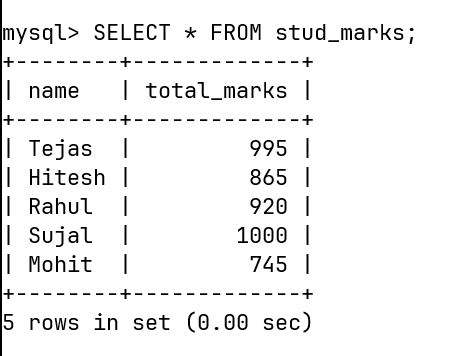 mysql> SELECT * FROM stud_marks;
+--------+-------------+
| name   | total_marks |
+--------+-------------+
| Tejas  |         995 |
| Hitesh |         865 |
| Rahul  |         920 |
| Sujal  |        1000 |
| Mohit  |         745 |
+--------+-------------+
5 rows in set (0.00 sec)